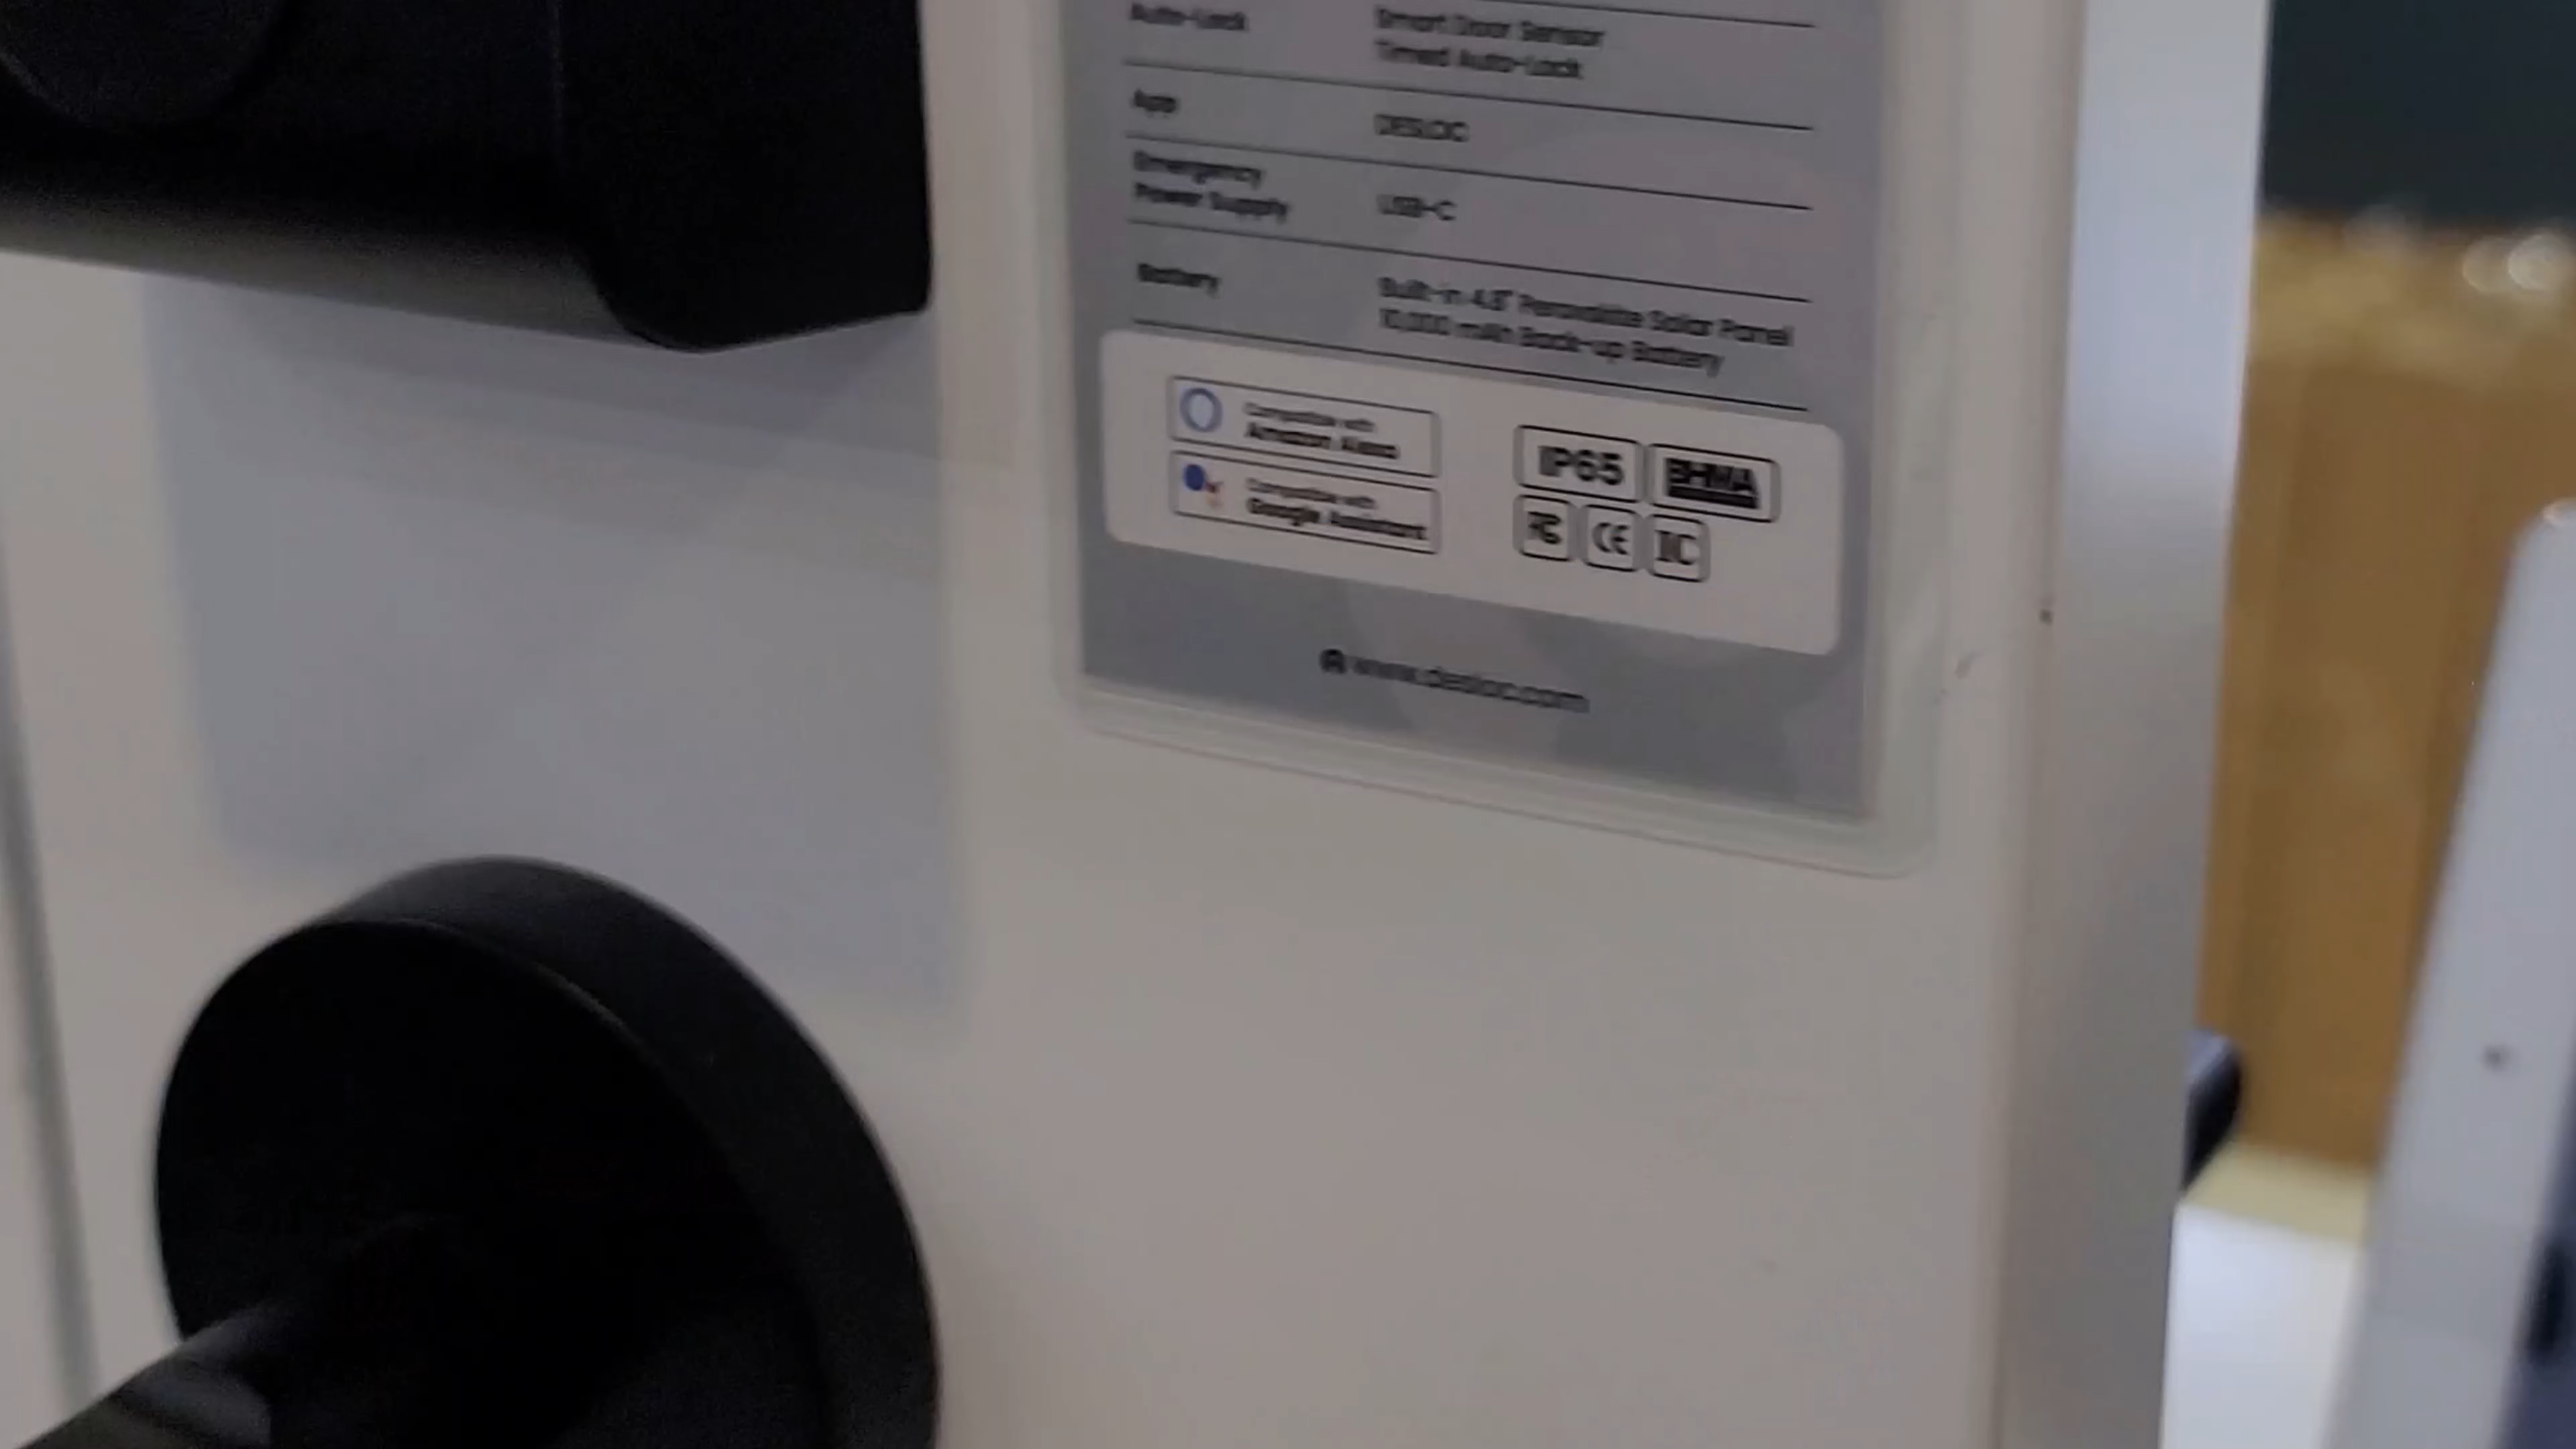 Auto-Lock
Smart Door Sensor
Timed Auto-Lock
App
DESLOC
Emergency
Power Supply
USB-C
Battery
Built-in 4.8" Perovskite Solar Panel
10,000 mAh Back-up Battery
Compatible with
Amazon Alexa
Compatible with
Google Assistant
IP65
BHMA
FC
CE
IC
www.desloc.com